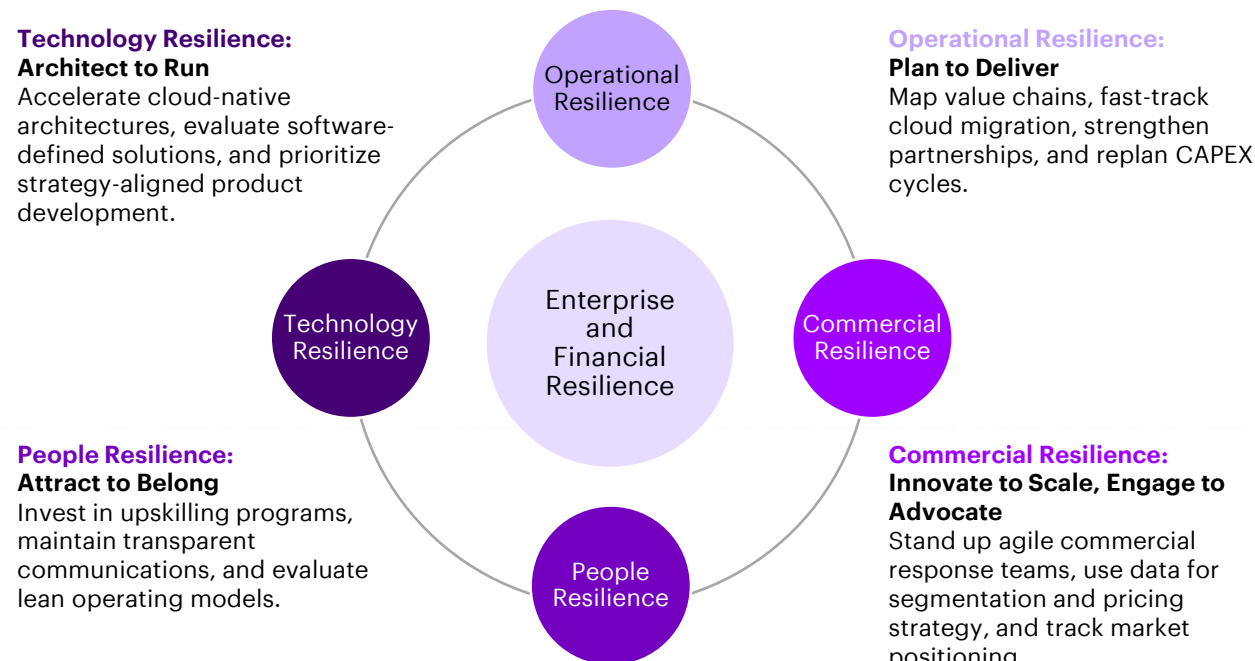 Technology Resilience:
Architect to Run
Accelerate cloud-native
architectures, evaluate software-
defined solutions, and prioritize
strategy-aligned product
development.
Operational
Resilience
Operational Resilience:
Plan to Deliver
Map value chains, fast-track
cloud migration, strengthen
partnerships, and replan CAPEX
cycles.
Technology
Resilience
Enterprise
and
Financial
Resilience
Commercial
Resilience
People Resilience:
Attract to Belong
Invest in upskilling programs,
maintain transparent
communications, and evaluate
lean operating models.
People
Resilience
Commercial Resilience:
Innovate to Scale, Engage to
Advocate
Stand up agile commercial
response teams, use data for
segmentation and pricing
strategy, and track market
positioning